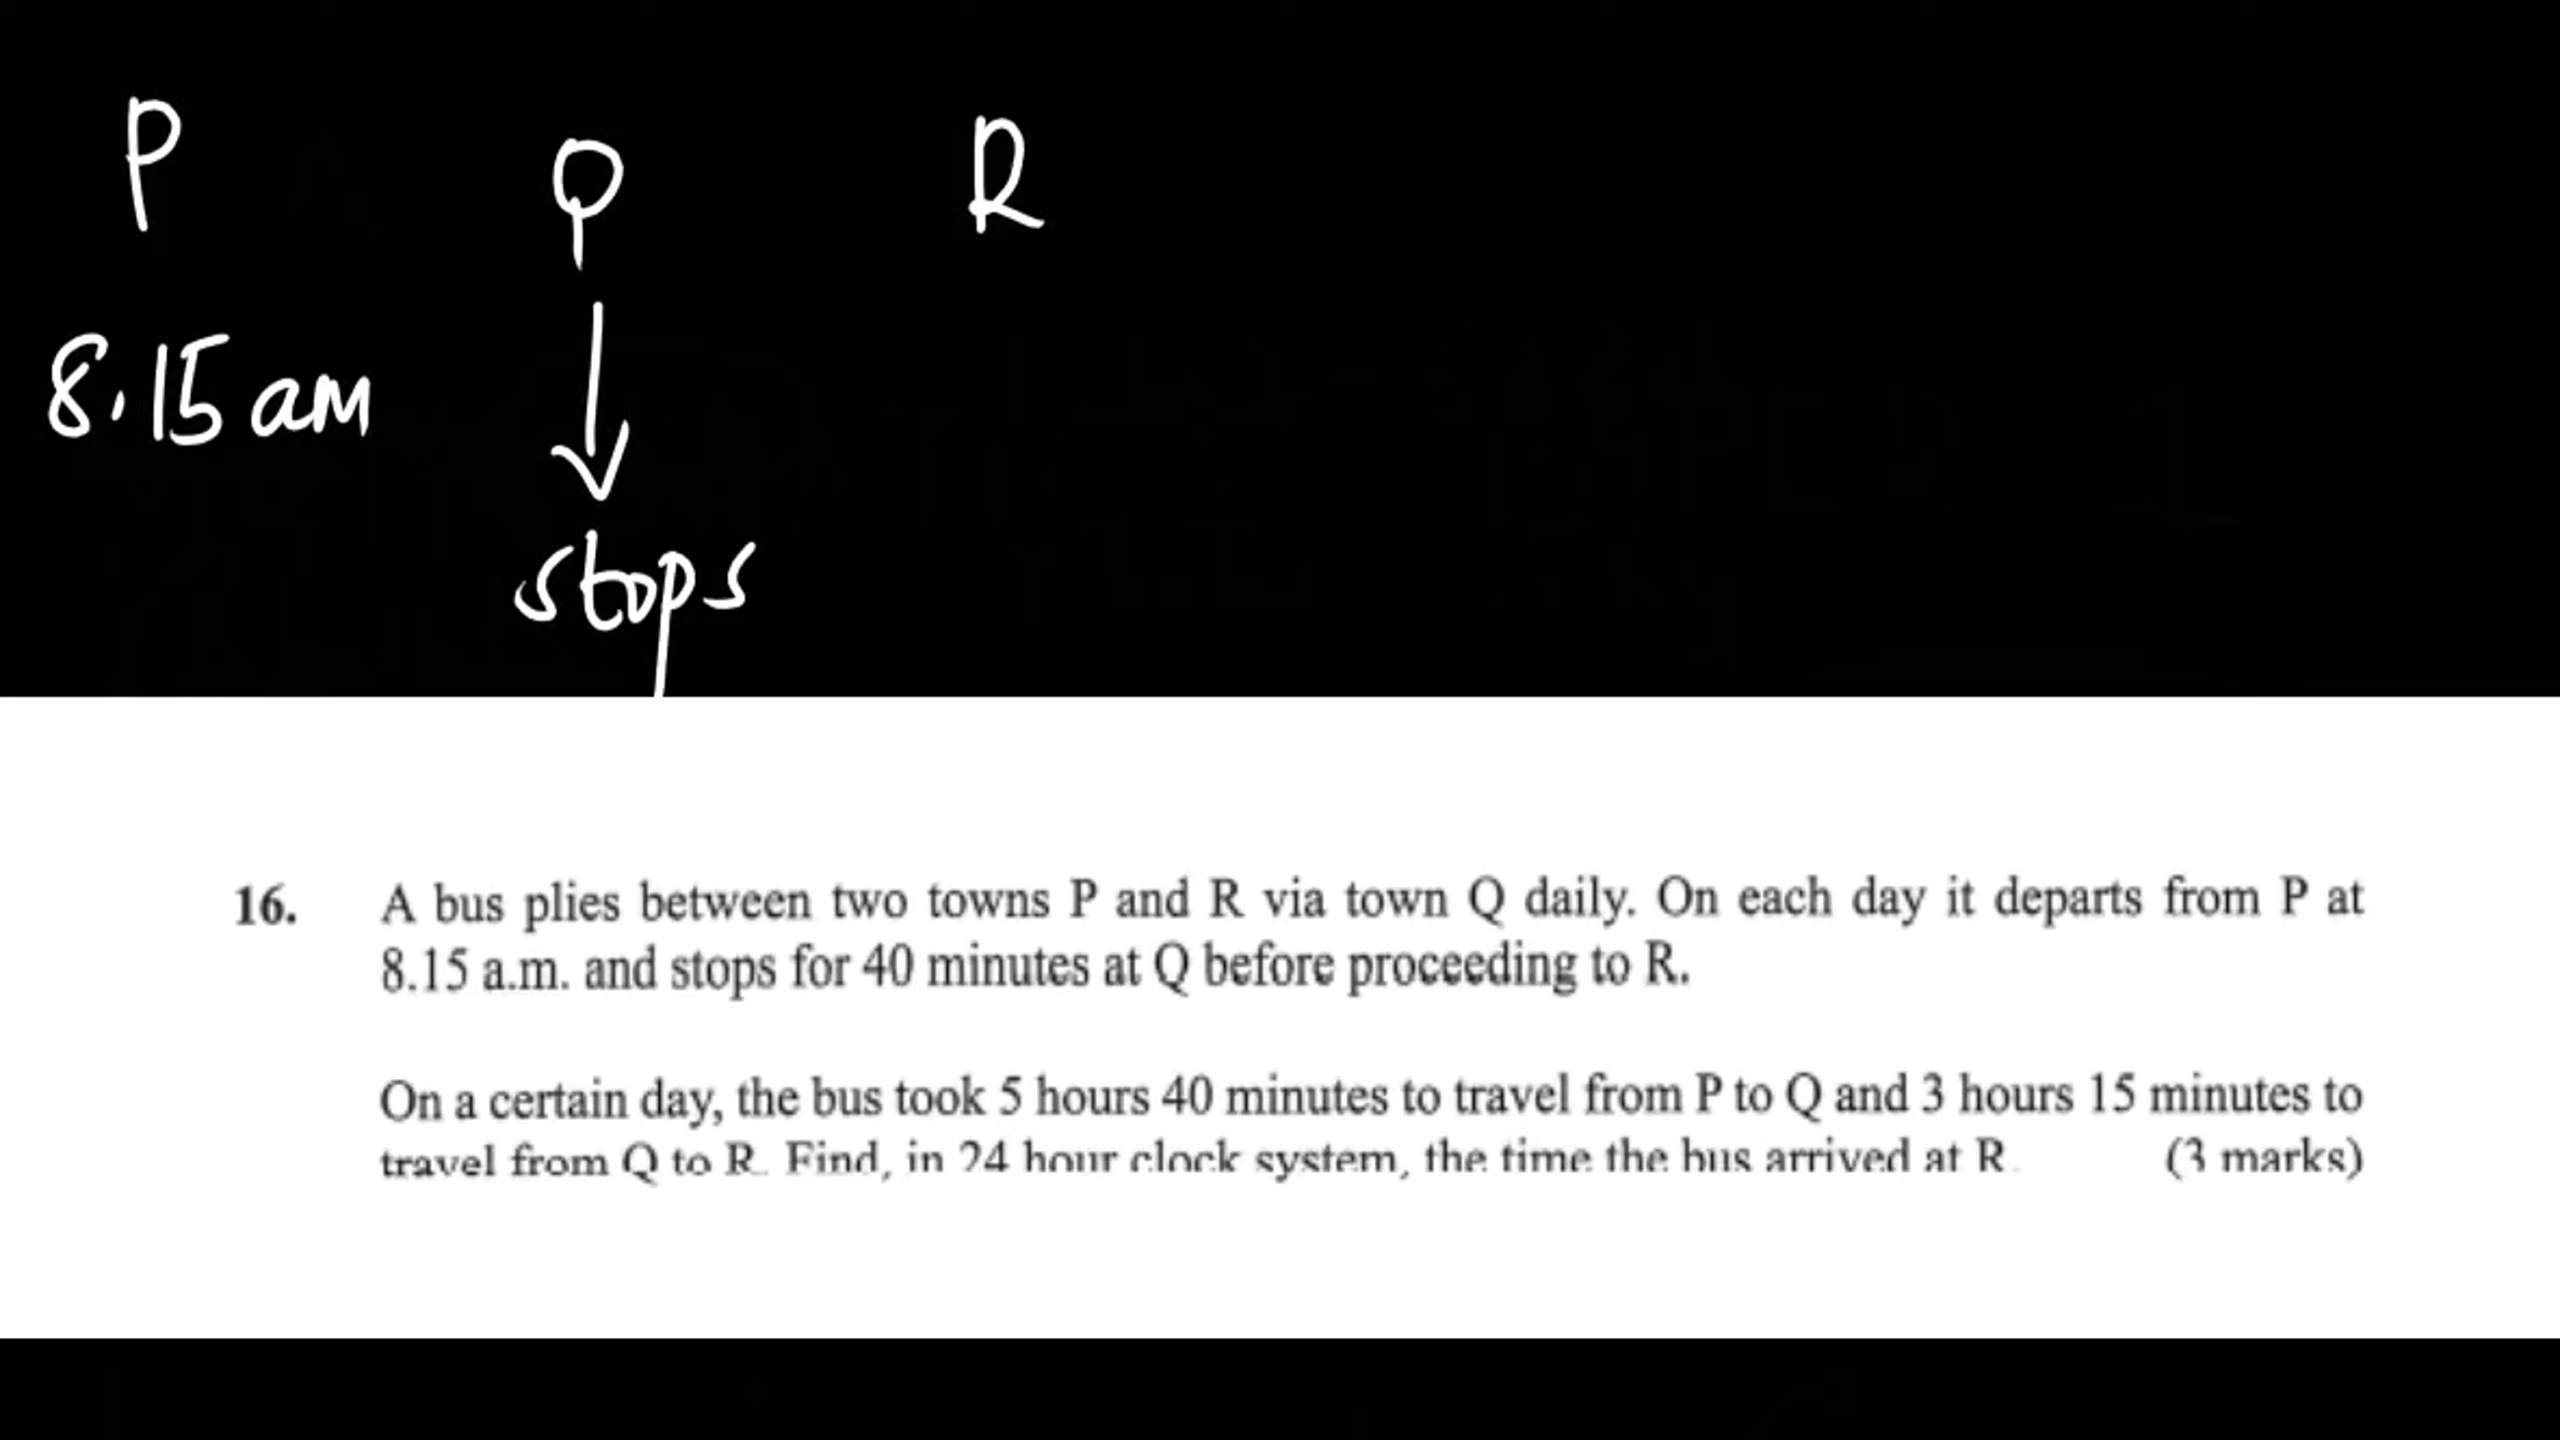 P Q R
8.15 am
stops
16. A bus plies between two towns P and R via town Q daily. On each day it departs from P at
8.15 a.m. and stops for 40 minutes at Q before proceeding to R.
On a certain day, the bus took 5 hours 40 minutes to travel from P to Q and 3 hours 15 minutes to
travel from Q to R. Find, in 24 hour clock system, the time the bus arrived at R. (3 marks)